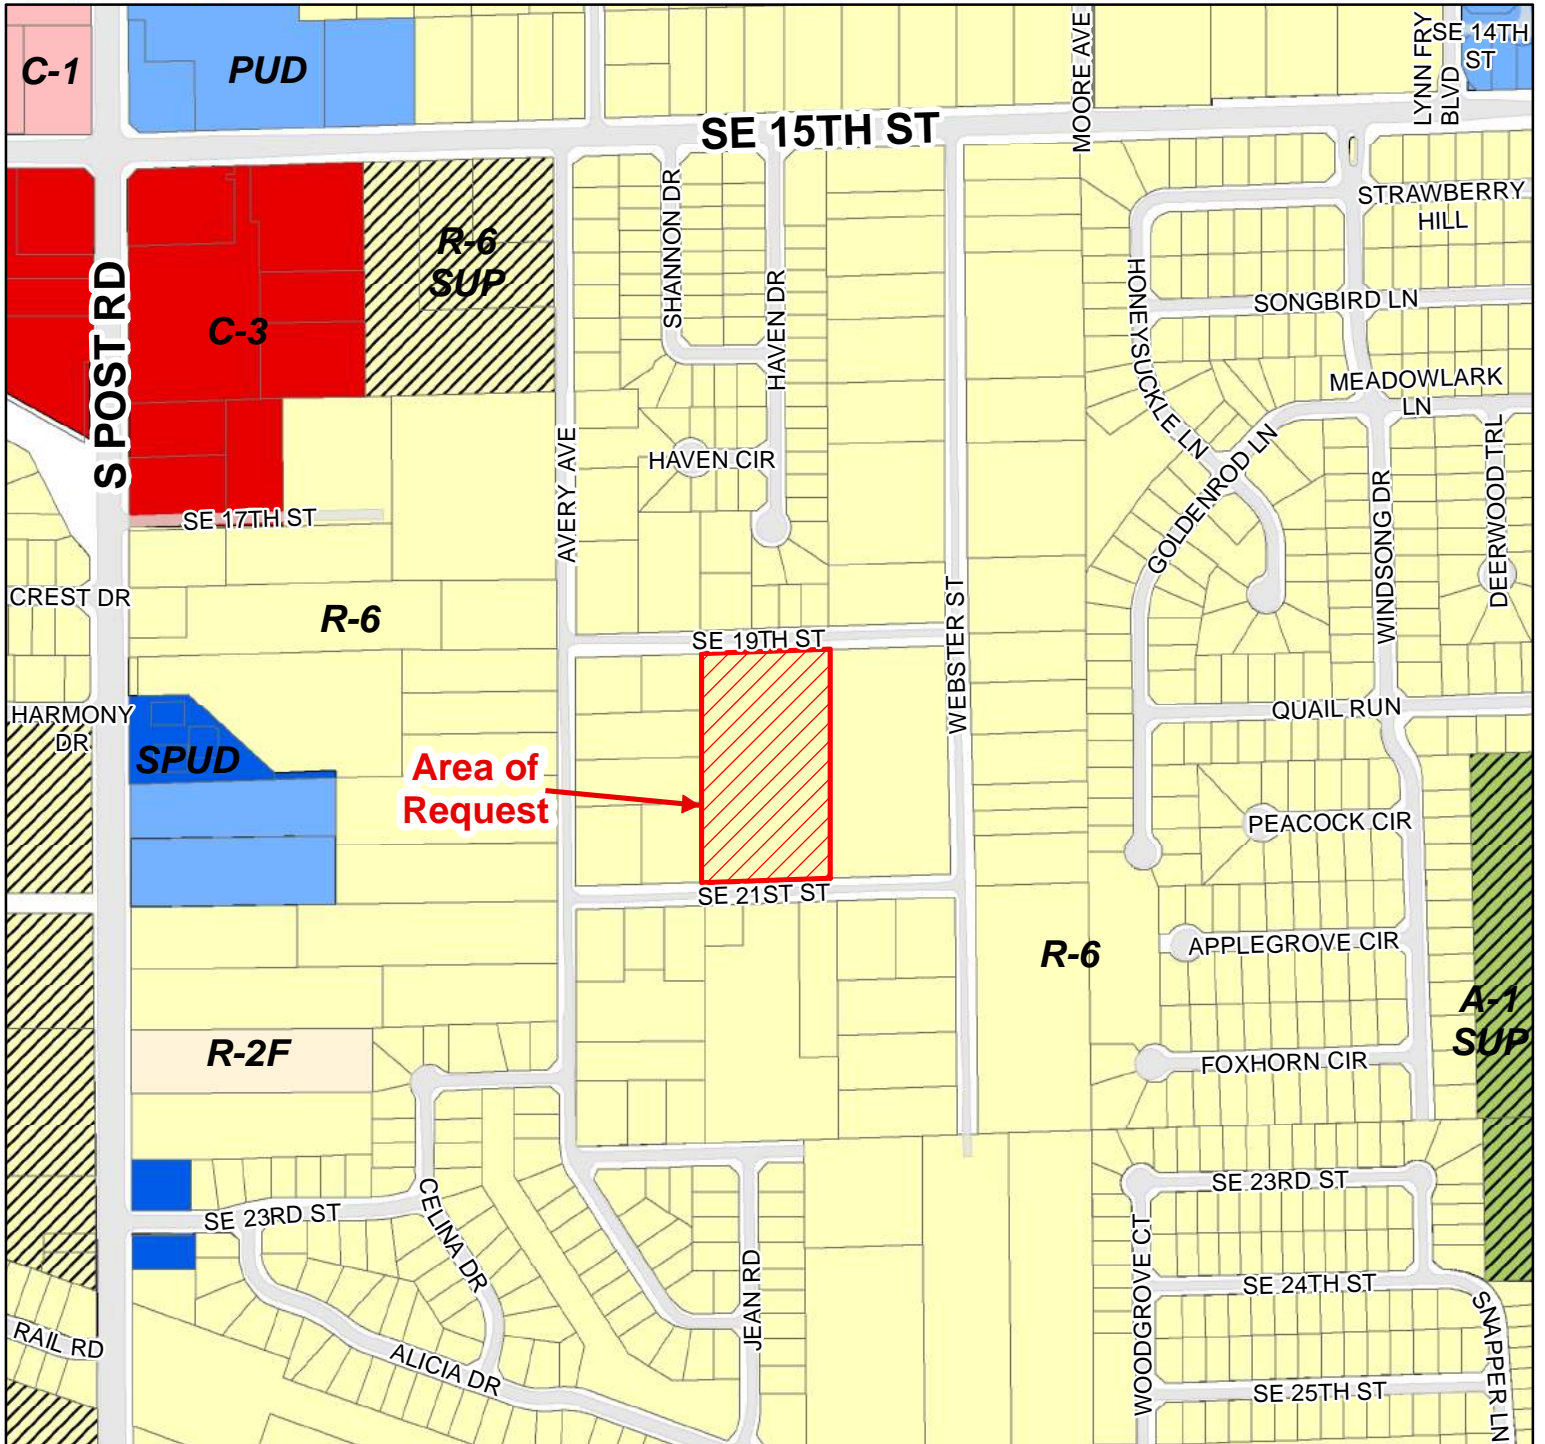 C-1
PUD
MOORE AVE
LYNN FRY
BLVD
SE 14TH
ST
SE 15TH ST
S POST RD
C-3
R-6
SUP
SHANNON DR
HAVEN DR
HAVEN CIR
AVERY AVE
STRAWBERRY
HILL
HONEYSUCKLE LN
SONGBIRD LN
MEADOWLARK
LN
GOLDENROD LN
WINDSONG DR
DEERWOOD TRL
SE 17TH ST
CREST DR
R-6
SE 19TH ST
WEBSTER ST
HARMONY
DR
SPUD
QUAIL RUN
Area of
Request
PEACOCK CIR
SE 21ST ST
APPLEGROVE CIR
R-6
A-1
SUP
R-2F
FOXHORN CIR
SE 23RD ST
CELINA DR
SE 23RD ST
WOODGROVE CT
JEAN RD
SE 24TH ST
SNAPPER LN
RAIL RD
ALICIA DR
SE 25TH ST